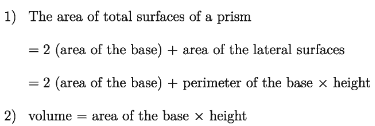 1) The area of total surfaces of a prism
= 2 (area of the base) + area of the lateral surfaces
= 2 (area of the base) + perimeter of the base × height
2) volume = area of the base × height